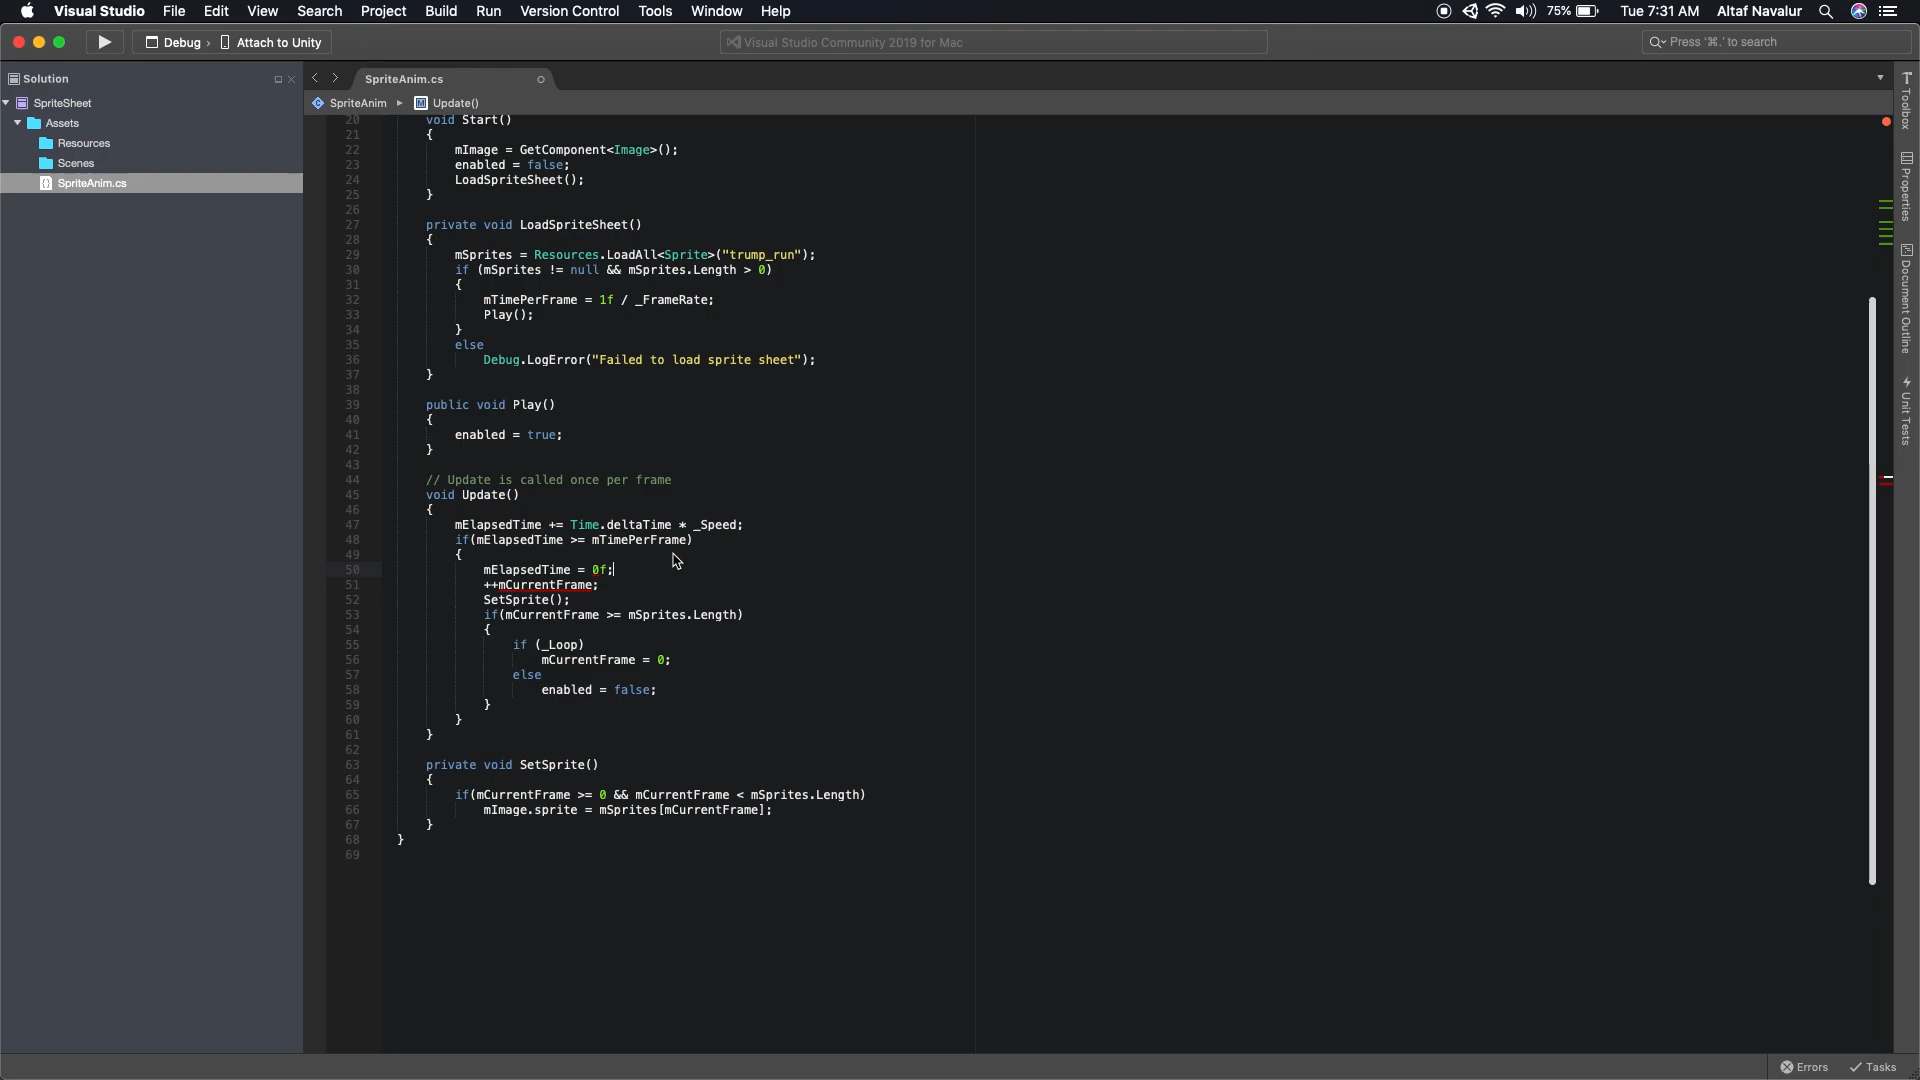 Visual Studio File Edit View Search Project Build Run Version Control Tools Window Help
75% Tue 7:31 AM Altaf Navalur
Debug › Attach to Unity
Visual Studio Community 2019 for Mac
Press '⌘.' to search
Solution
SpriteSheet
Assets
Resources
Scenes
SpriteAnim.cs
SpriteAnim.cs
SpriteAnim ▸ Update()
20 void Start()
21 {
22 mImage = GetComponent<Image>();
23 enabled = false;
24 LoadSpriteSheet();
25 }
26
27 private void LoadSpriteSheet()
28 {
29 mSprites = Resources.LoadAll<Sprite>("trump_run");
30 if (mSprites != null && mSprites.Length > 0)
31 {
32 mTimePerFrame = 1f / _FrameRate;
33 Play();
34 }
35 else
36 Debug.LogError("Failed to load sprite sheet");
37 }
38
39 public void Play()
40 {
41 enabled = true;
42 }
43
44 // Update is called once per frame
45 void Update()
46 {
47 mElapsedTime += Time.deltaTime * _Speed;
48 if(mElapsedTime >= mTimePerFrame)
49 {
50 mElapsedTime = 0f;
51 ++mCurrentFrame;
52 SetSprite();
53 if(mCurrentFrame >= mSprites.Length)
54 {
55 if (_Loop)
56 mCurrentFrame = 0;
57 else
58 enabled = false;
59 }
60 }
61 }
62
63 private void SetSprite()
64 {
65 if(mCurrentFrame >= 0 && mCurrentFrame < mSprites.Length)
66 mImage.sprite = mSprites[mCurrentFrame];
67 }
68 }
69
Toolbox
Properties
Document Outline
Unit Tests
Errors
Tasks